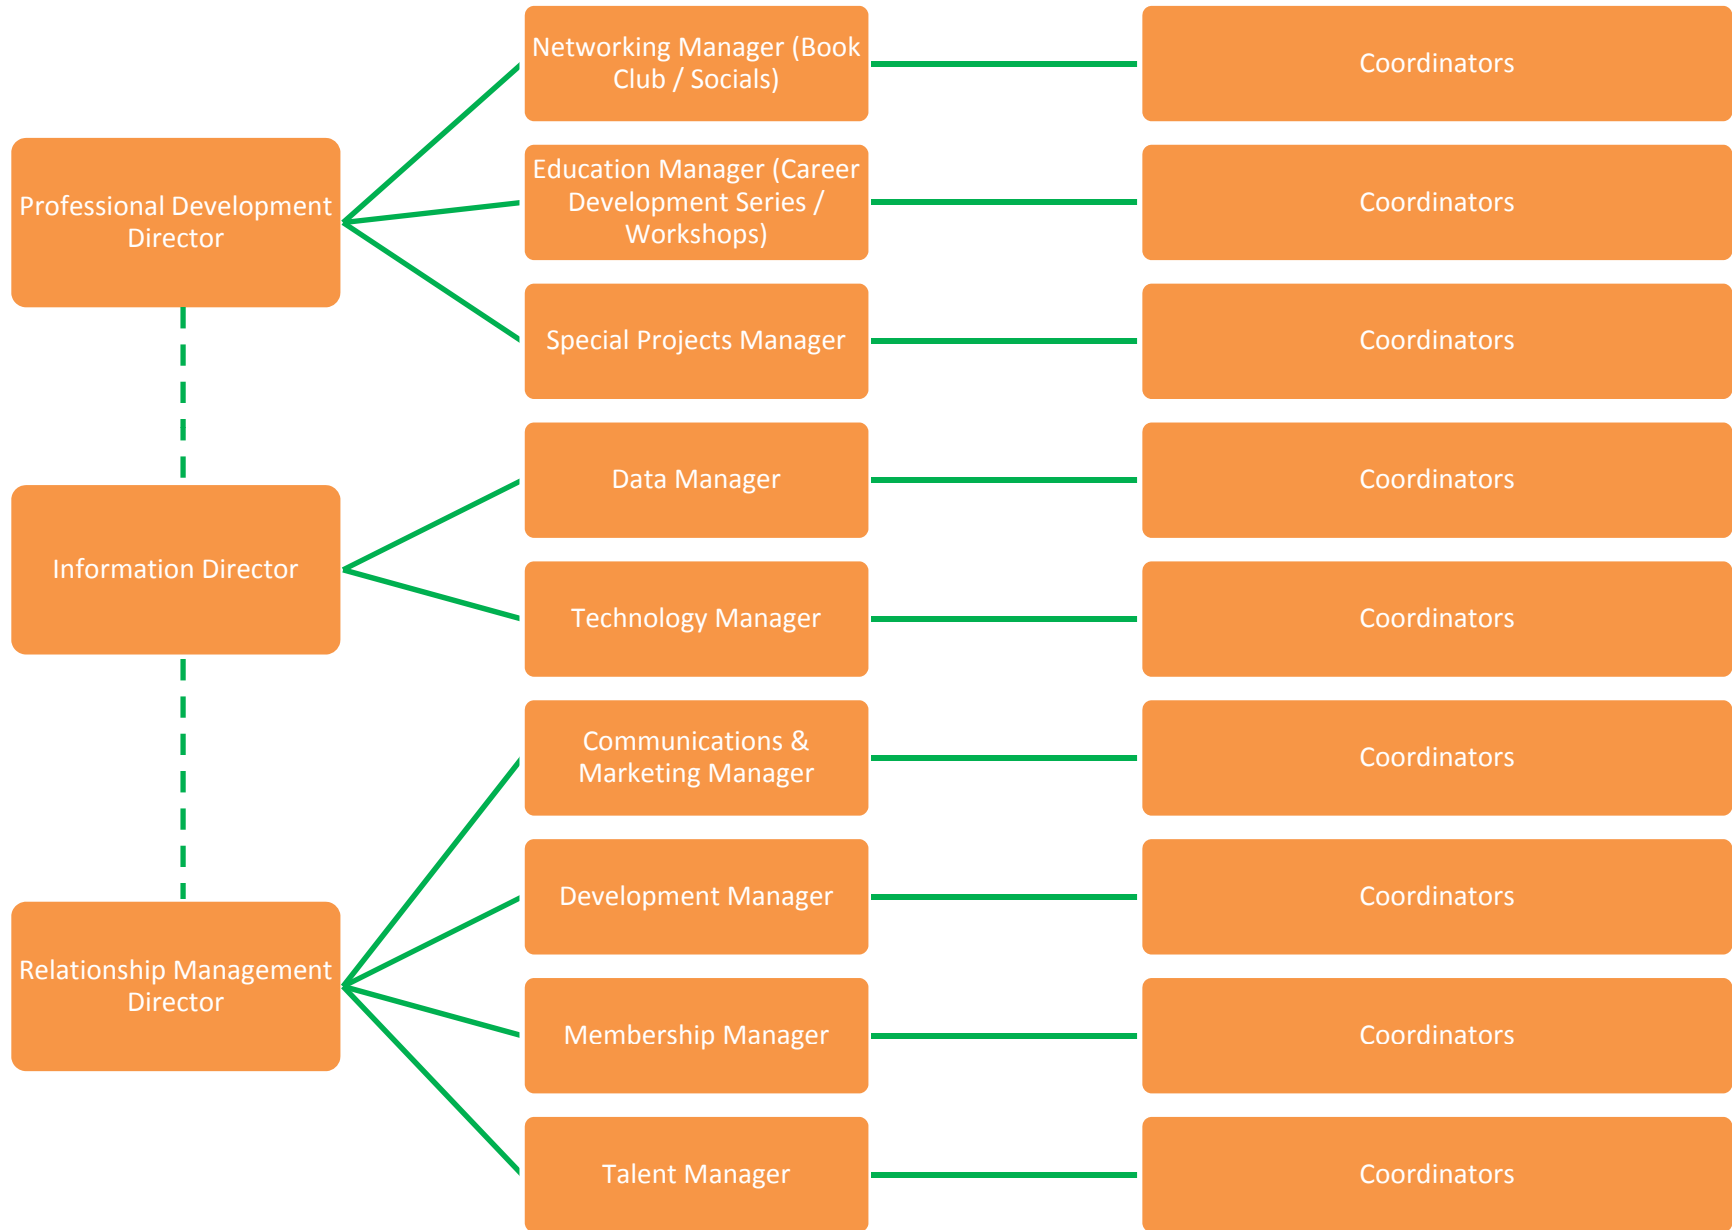 Networking Manager (Book
Club / Socials)
Coordinators
Professional Development
Director
Education Manager (Career
Development Series /
Workshops)
Coordinators
Special Projects Manager
Coordinators
Information Director
Data Manager
Coordinators
Technology Manager
Coordinators
Relationship Management
Director
Communications &
Marketing Manager
Coordinators
Development Manager
Coordinators
Membership Manager
Coordinators
Talent Manager
Coordinators